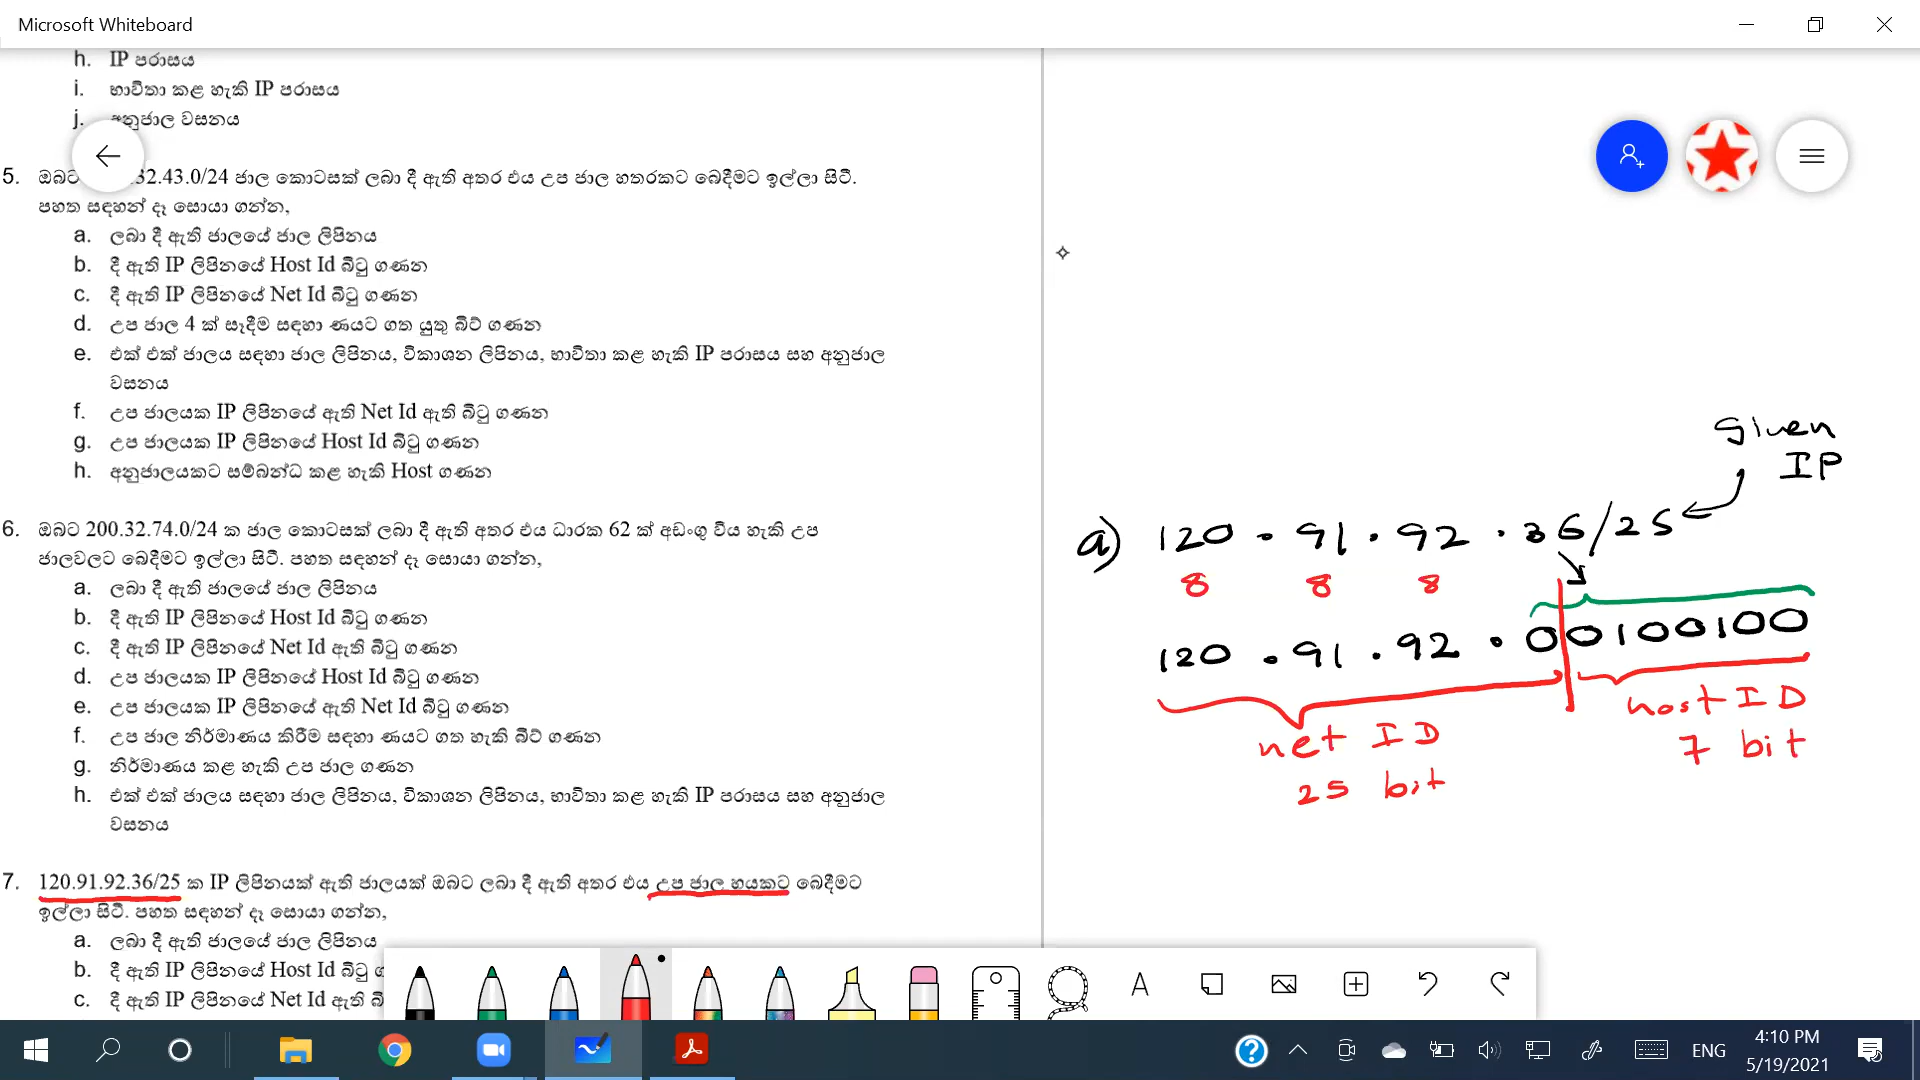 Microsoft Whiteboard
h. IP පරාසය
i. භාවිතා කළ හැකි IP පරාසය
j. අනුජාල වසනය
5. ඔබට 32.43.0/24 ජාල කොටසක් ලබා දී ඇති අතර එය උප ජාල හතරකට බෙදීමට ඉල්ලා සිටී.
පහත සඳහන් දෑ සොයා ගන්න,
a. ලබා දී ඇති ජාලයේ ජාල ලිපිනය
b. දී ඇති IP ලිපිනයේ Host Id බිටු ගණන
c. දී ඇති IP ලිපිනයේ Net Id බිටු ගණන
d. උප ජාල 4 ක් සෑදීම සඳහා ණයට ගත යුතු බිට් ගණන
e. එක් එක් ජාලය සඳහා ජාල ලිපිනය, විකාශන ලිපිනය, භාවිතා කළ හැකි IP පරාසය සහ අනුජාල
වසනය
f. උප ජාලයක IP ලිපිනයේ ඇති Net Id ඇති බිටු ගණන
g. උප ජාලයක IP ලිපිනයේ Host Id බිටු ගණන
h. අනුජාලයකට සම්බන්ධ කළ හැකි Host ගණන
6. ඔබට 200.32.74.0/24 ක ජාල කොටසක් ලබා දී ඇති අතර එය ධාරක 62 ක් අඩංගු විය හැකි උප
ජාලවලට බෙදීමට ඉල්ලා සිටී. පහත සඳහන් දෑ සොයා ගන්න,
a. ලබා දී ඇති ජාලයේ ජාල ලිපිනය
b. දී ඇති IP ලිපිනයේ Host Id බිටු ගණන
c. දී ඇති IP ලිපිනයේ Net Id ඇති බිටු ගණන
d. උප ජාලයක IP ලිපිනයේ Host Id බිටු ගණන
e. උප ජාලයක IP ලිපිනයේ ඇති Net Id බිටු ගණන
f. උප ජාල නිර්මාණය කිරීම සඳහා ණයට ගත හැකි බිට් ගණන
g. නිර්මාණය කළ හැකි උප ජාල ගණන
h. එක් එක් ජාලය සඳහා ජාල ලිපිනය, විකාශන ලිපිනය, භාවිතා කළ හැකි IP පරාසය සහ අනුජාල
වසනය
7. 120.91.92.36/25 ක IP ලිපිනයක් ඇති ජාලයක් ඔබට ලබා දී ඇති අතර එය උප ජාල හයකට බෙදීමට
ඉල්ලා සිටී. පහත සඳහන් දෑ සොයා ගන්න,
a. ලබා දී ඇති ජාලයේ ජාල ලිපිනය
b. දී ඇති IP ලිපිනයේ Host Id බිටු
c. දී ඇති IP ලිපිනයේ Net Id ඇති
given
IP
a) 120 . 91 . 92 . 36/25
8 8 8
120 . 91 . 92 . 00100100
net ID
25 bit
host ID
7 bit
A
ENG
4:10 PM
5/19/2021